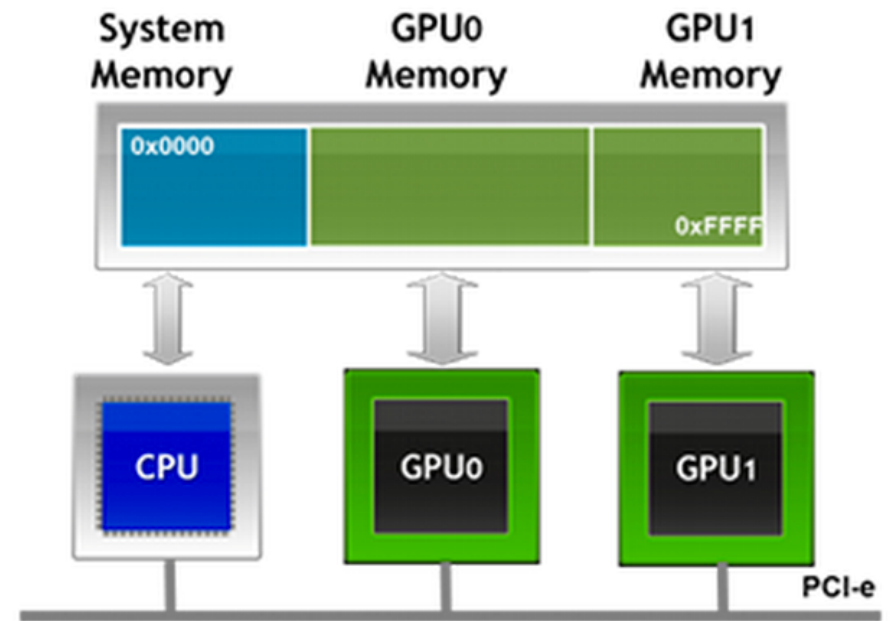 System Memory
GPU0 Memory
GPU1 Memory
0x0000
0xFFFF
CPU
GPU0
GPU1
PCI-e